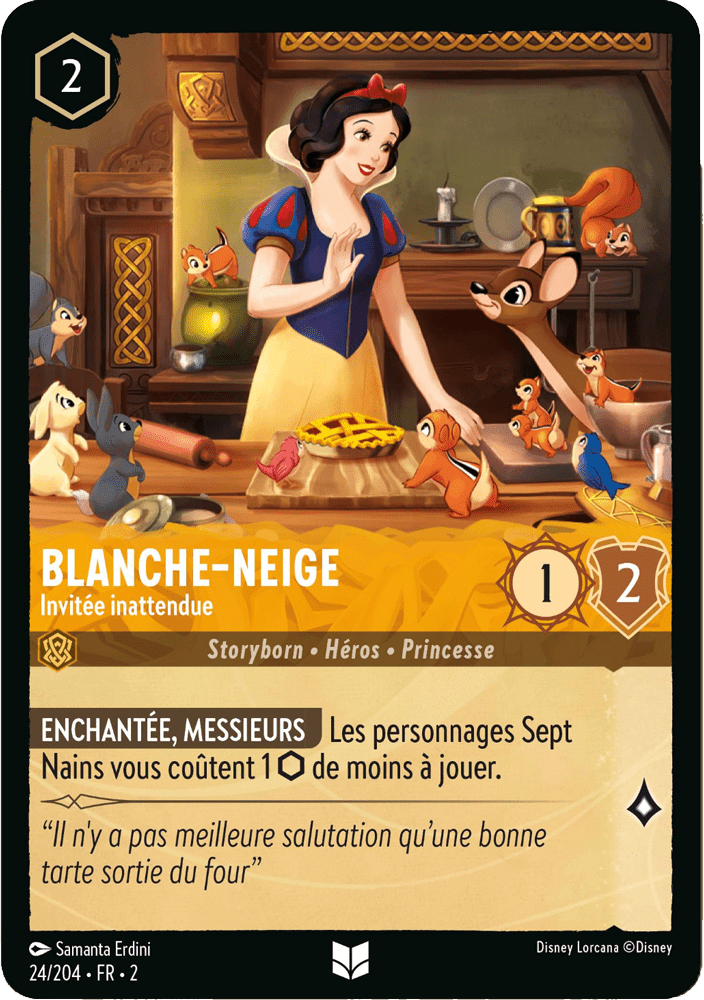 2
BLANCHE-NEIGE
Invitée inattendue
1
2
Storyborn • Héros • Princesse
ENCHANTÉE, MESSIEURS Les personnages Sept
Nains vous coûtent 1 ⬡ de moins à jouer.
“Il n'y a pas meilleure salutation qu’une bonne
tarte sortie du four”
Samanta Erdini
Disney Lorcana ©Disney
24/204 • FR • 2